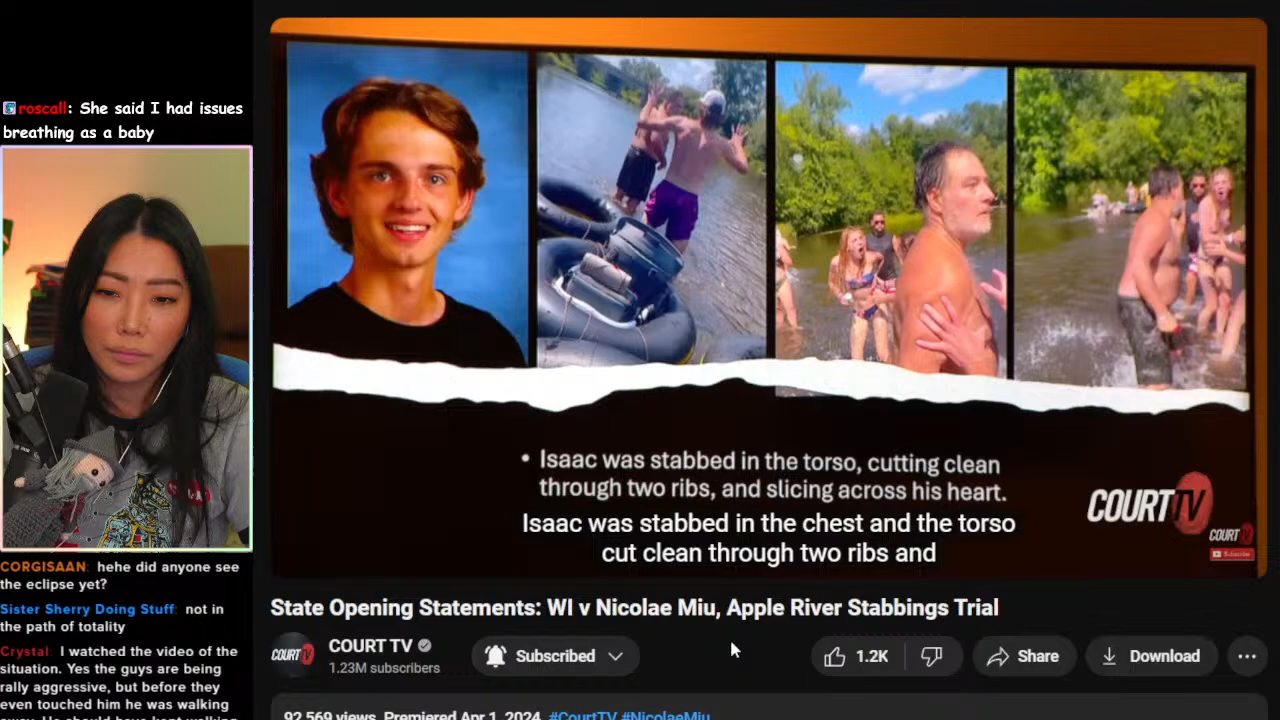 roscall: She said I had issues
breathing as a baby
CORGISAAN: hehe did anyone see
the eclipse yet?
Sister Sherry Doing Stuff: not in
the path of totality
Crystal: I watched the video of the
situation. Yes the guys are being
rally aggressive, but before they
even touched him he was walking
• Isaac was stabbed in the torso, cutting clean
through two ribs, and slicing across his heart.
Isaac was stabbed in the chest and the torso
cut clean through two ribs and
COURT TV
COURT TV
Subscribe
State Opening Statements: WI v Nicolae Miu, Apple River Stabbings Trial
COURT TV
COURT TV
1.23M subscribers
Subscribed
1.2K
Share
Download
92,569 views Premiered Apr 1, 2024 #CourtTV #NicolaeMiu